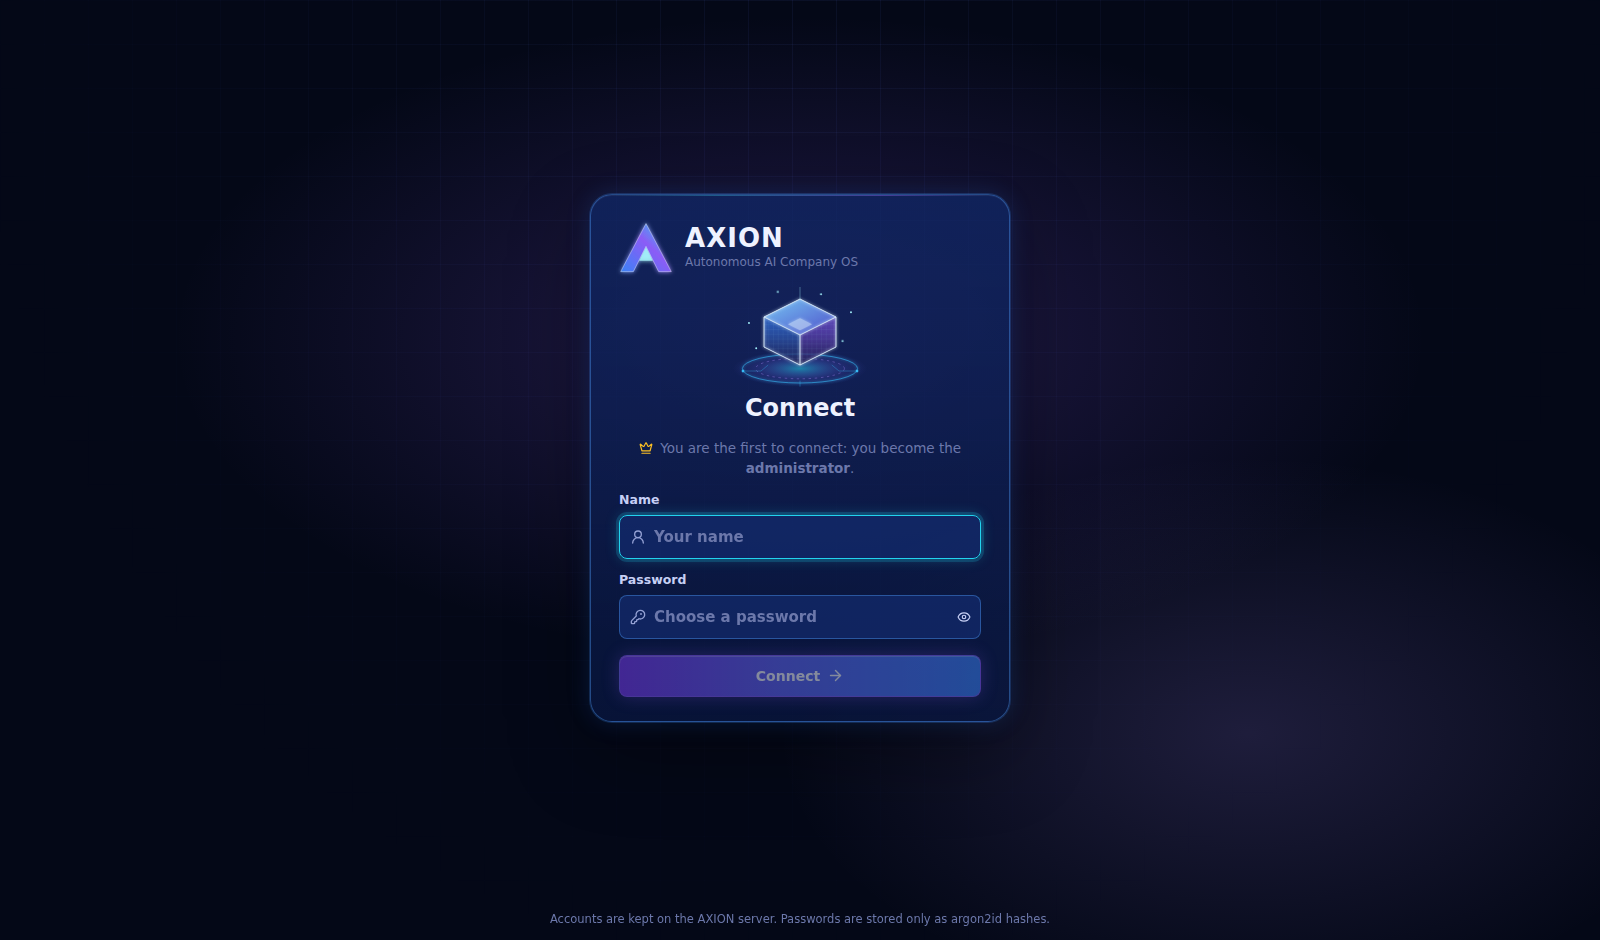 AXION
Autonomous AI Company OS
Connect
You are the first to connect: you become the
administrator.
Name
Your name
Password
Choose a password
Connect
Accounts are kept on the AXION server. Passwords are stored only as argon2id hashes.